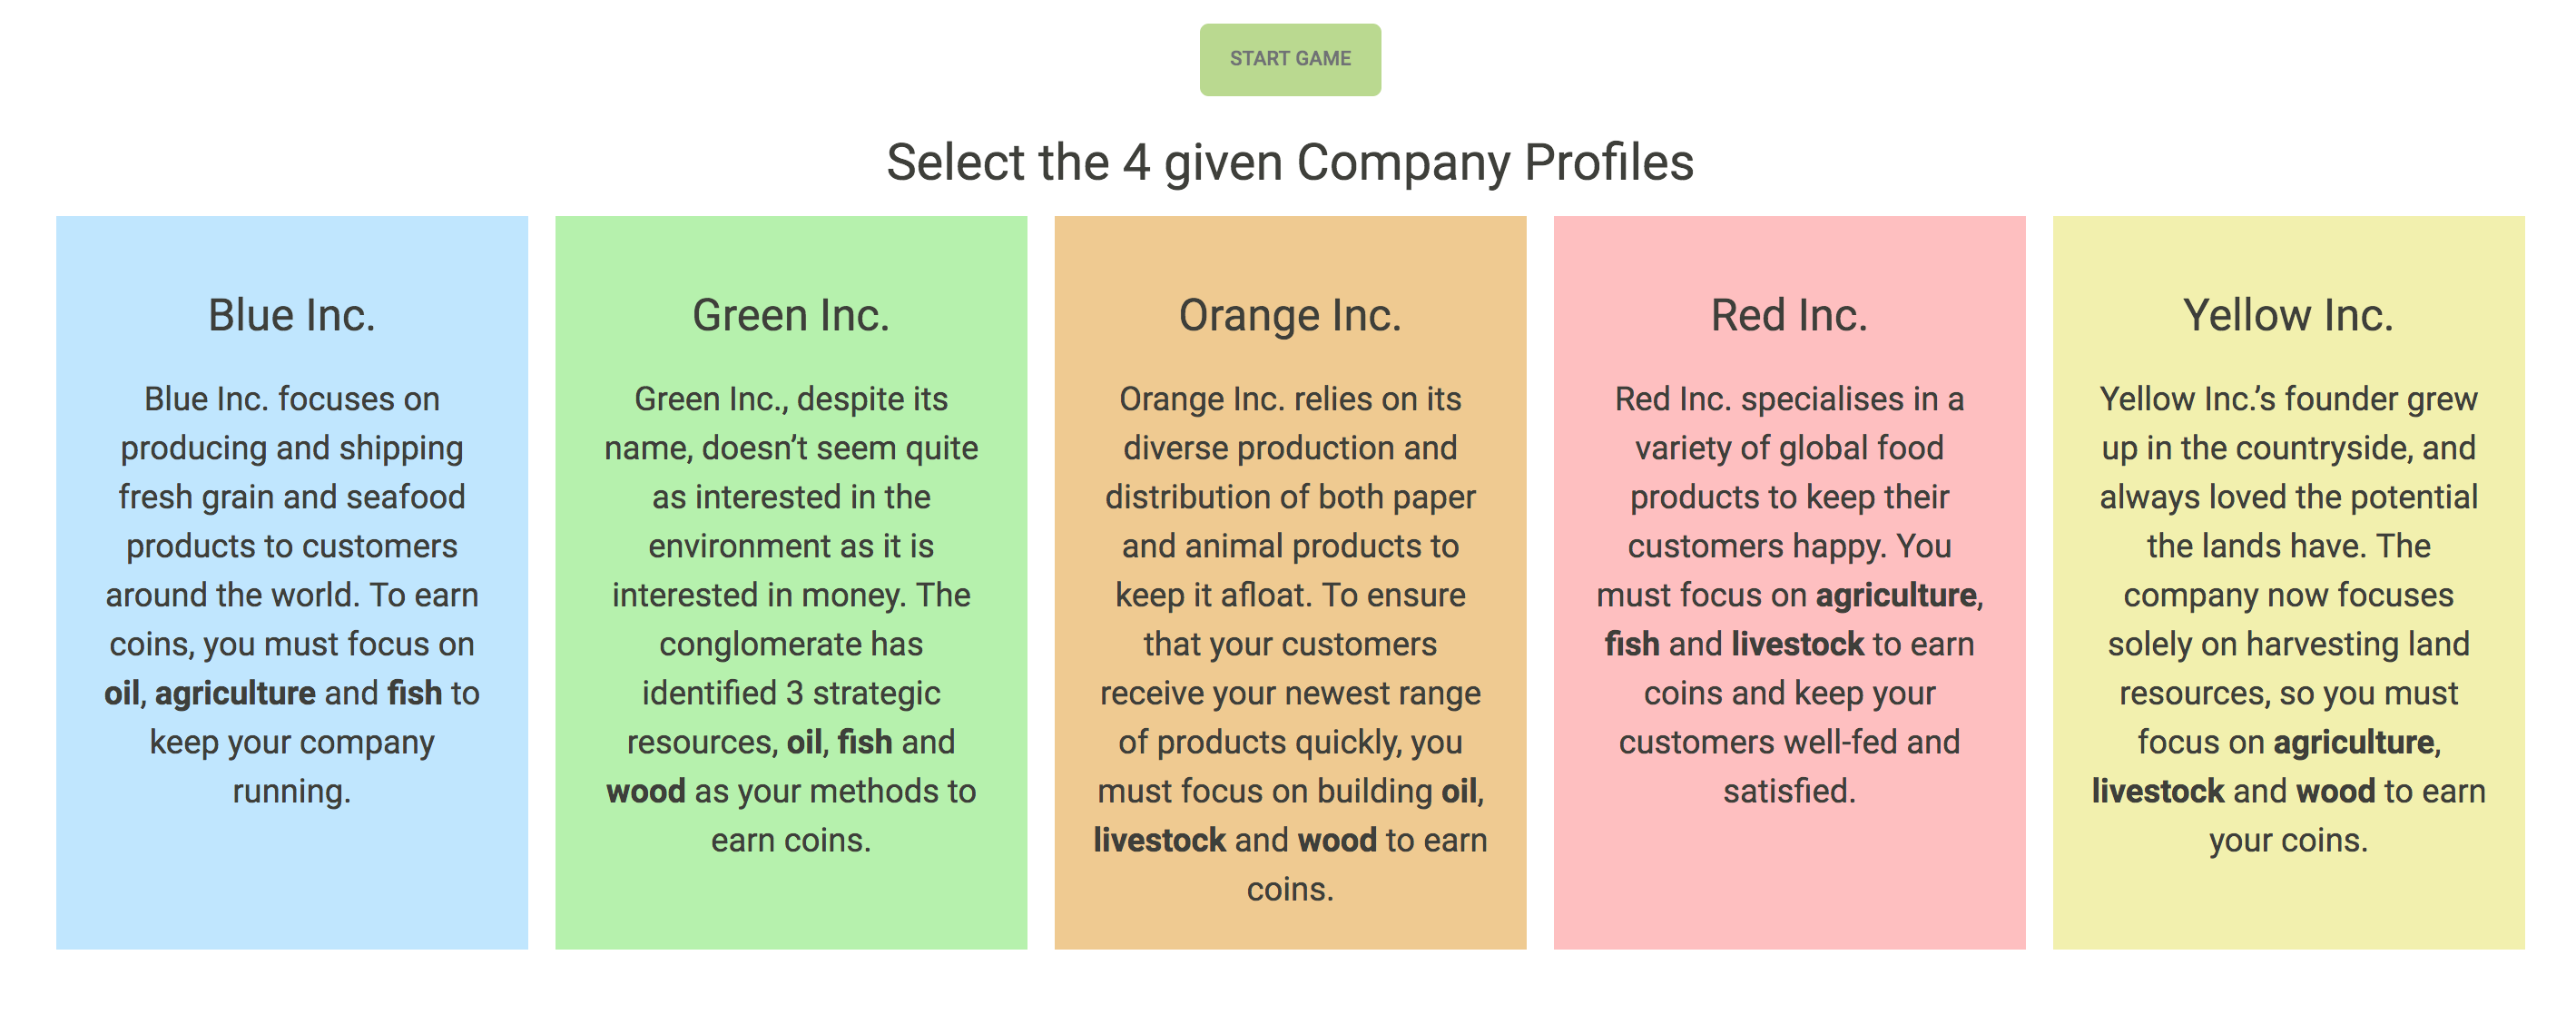 START GAME
Select the 4 given Company Profiles
Blue Inc.
Blue Inc. focuses on
producing and shipping
fresh grain and seafood
products to customers
around the world. To earn
coins, you must focus on
oil, agriculture and fish to
keep your company
running.
Green Inc.
Green Inc., despite its
name, doesn’t seem quite
as interested in the
environment as it is
interested in money. The
conglomerate has
identified 3 strategic
resources, oil, fish and
wood as your methods to
earn coins.
Orange Inc.
Orange Inc. relies on its
diverse production and
distribution of both paper
and animal products to
keep it afloat. To ensure
that your customers
receive your newest range
of products quickly, you
must focus on building oil,
livestock and wood to earn
coins.
Red Inc.
Red Inc. specialises in a
variety of global food
products to keep their
customers happy. You
must focus on agriculture,
fish and livestock to earn
coins and keep your
customers well-fed and
satisfied.
Yellow Inc.
Yellow Inc.’s founder grew
up in the countryside, and
always loved the potential
the lands have. The
company now focuses
solely on harvesting land
resources, so you must
focus on agriculture,
livestock and wood to earn
your coins.